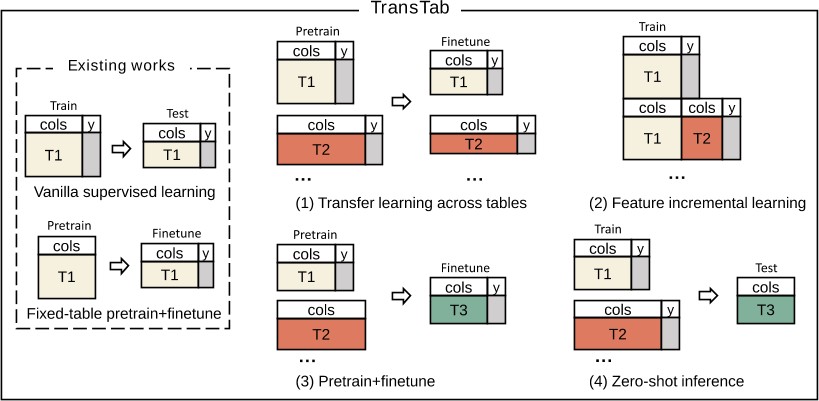 TransTab
Existing works
Train
cols y
T1
Test
cols y
T1
Vanilla supervised learning
Pretrain
cols
T1
Finetune
cols y
T1
Fixed-table pretrain+finetune
Pretrain
cols y
T1
cols y
T2
...
Finetune
cols y
T1
cols y
T2
...
(1) Transfer learning across tables
Train
cols y
T1
cols cols y
T1 T2
...
(2) Feature incremental learning
Pretrain
cols y
T1
cols
T2
...
Finetune
cols y
T3
(3) Pretrain+finetune
Train
cols y
T1
cols y
T2
...
Test
cols
T3
(4) Zero-shot inference